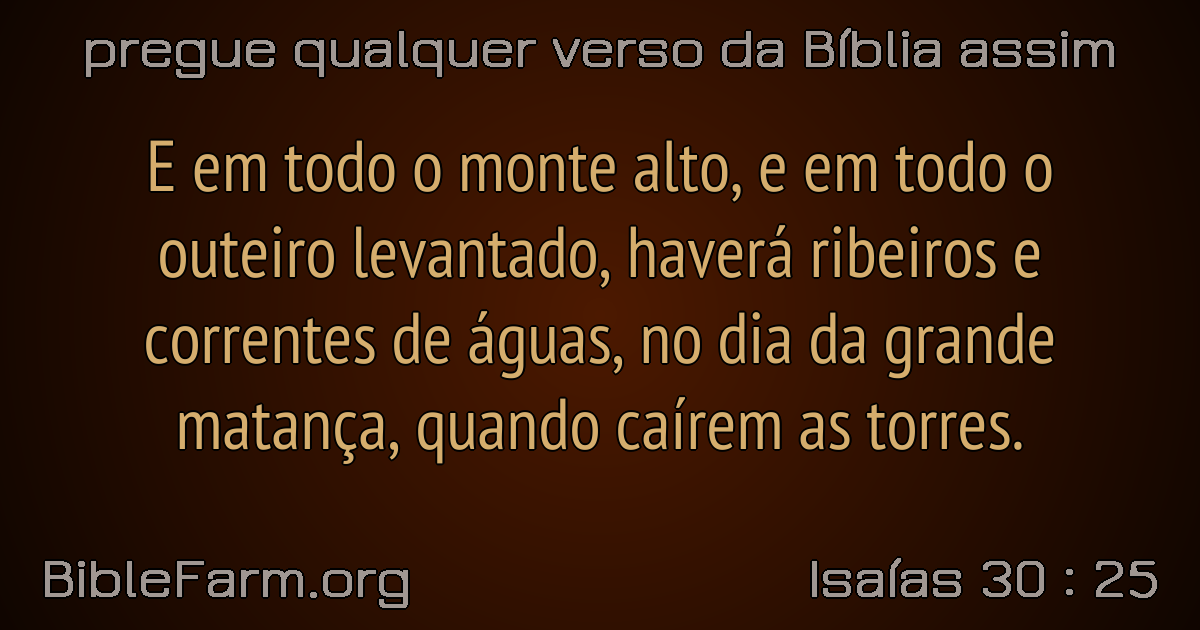 pregue qualquer verso da Bíblia assim
E em todo o monte alto, e em todo o
outeiro levantado, haverá ribeiros e
correntes de águas, no dia da grande
matança, quando caírem as torres.
BibleFarm.org
Isaías 30 : 25